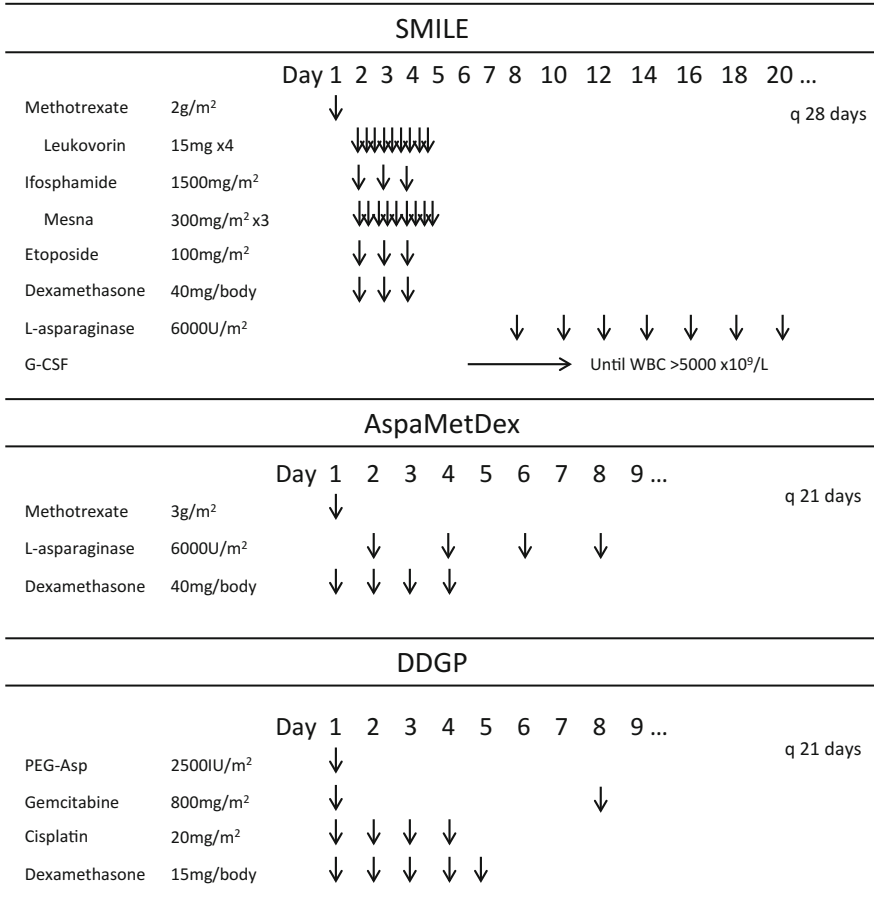 SMILE
Day 1 2 3 4 5 6 7 8 10 12 14 16 18 20 ...
q 28 days
Methotrexate 2g/m²
Leukovorin 15mg x4
Ifosphamide 1500mg/m²
Mesna 300mg/m² x3
Etoposide 100mg/m²
Dexamethasone 40mg/body
L-asparaginase 6000U/m²
G-CSF Until WBC >5000 x10⁹/L
AspaMetDex
Day 1 2 3 4 5 6 7 8 9 ...
q 21 days
Methotrexate 3g/m²
L-asparaginase 6000U/m²
Dexamethasone 40mg/body
DDGP
Day 1 2 3 4 5 6 7 8 9 ...
q 21 days
PEG-Asp 2500IU/m²
Gemcitabine 800mg/m²
Cisplatin 20mg/m²
Dexamethasone 15mg/body